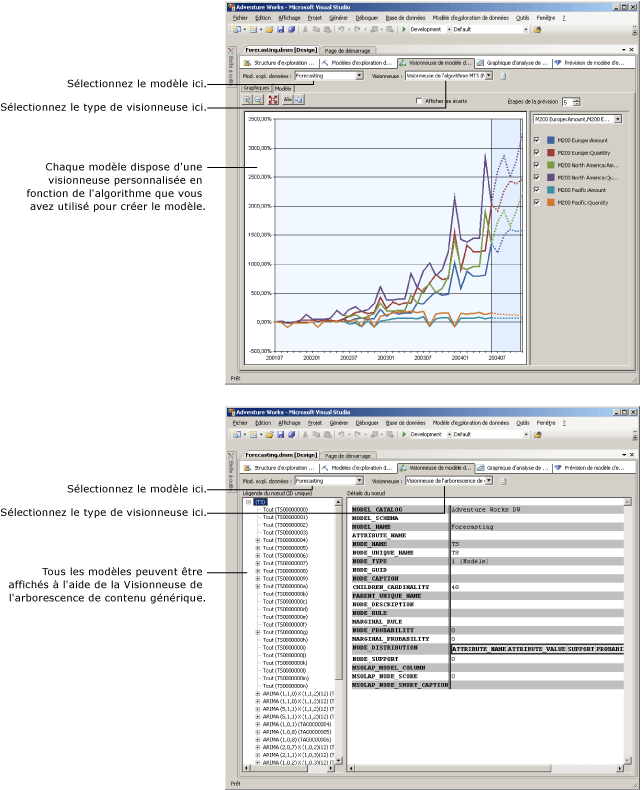 Adventure Works - Microsoft Visual Studio
Fichier Edition Affichage Projet Générer Déboguer Base de données Modèle d'exploration de données Outils Fenêtre ?
Development Default
Forecasting.dmm [Design] Page de démarrage
Boîte à outils
Structure d'exploration ... Modèles d'exploration d... Visionneuse de modèle d... Graphique d'analyse de ... Prévision de modèle d'e...
Sélectionnez le modèle ici.
Mod. expl. données : Forecasting Visionneuse : Visionneuse de l'algorithme MTS (M
Graphiques Modèle
Sélectionnez le type de visionneuse ici.
Afficher les écarts Étapes de la prévision 5
Chaque modèle dispose d'une
visionneuse personnalisée en
fonction de l'algorithme que vous
avez utilisé pour créer le modèle.
3500,00%
3000,00%
2500,00%
2000,00%
1500,00%
1000,00%
500,00%
0,00%
-500,00%
200107 200201 200207 200301 200307 200401 200407
M200 Europe:Amount,M200 E...
M200 Europe:Amount
M200 Europe:Quantity
M200 North America:Am...
M200 North America:Qu...
M200 Pacific:Amount
M200 Pacific:Quantity
Prêt
Adventure Works - Microsoft Visual Studio
Fichier Edition Affichage Projet Générer Déboguer Base de données Modèle d'exploration de données Outils Fenêtre ?
Development Default
Forecasting.dmm [Design] Page de démarrage
Boîte à outils
Structure d'exploration ... Modèles d'exploration d... Visionneuse de modèle d... Graphique d'analyse de ... Prévision de modèle d'e...
Sélectionnez le modèle ici.
Mod. expl. données : Forecasting Visionneuse : Visionneuse de l'arborescence de
Légende du nœud (ID unique) Détails du nœud
Sélectionnez le type de visionneuse ici.
Tous les modèles peuvent être
affichés à l'aide de la Visionneuse de
l'arborescence de contenu générique.
(TS)
Tout (TS00000000)
Tout (TS00000001)
Tout (TS00000002)
Tout (TS00000003)
Tout (TS00000004)
Tout (TS00000005)
Tout (TS00000006)
Tout (TS00000007)
Tout (TS00000008)
Tout (TS00000009)
Tout (TS0000000a)
Tout (TS0000000b)
Tout (TS0000000c)
Tout (TS0000000d)
Tout (TS0000000e)
Tout (TS0000000f)
Tout (TS0000000g)
Tout (TS0000000h)
Tout (TS0000000i)
Tout (TS0000000j)
Tout (TS0000000k)
Tout (TS0000000l)
Tout (TS0000000m)
Tout (TS0000000n)
ARIMA (1,1,0) X (1,1,2)(12) (T
ARIMA (1,1,0) X (1,1,2)(12) (T
ARIMA (5,1,1) X (1,1,2)(12) (T
ARIMA (5,1,1) X (1,1,2)(12) (T
ARIMA (1,0,1) (TA00000004)
ARIMA (1,0,8) (TA00000005)
ARIMA (1,0,8) (TA00000006)
ARIMA (2,0,7) X (1,0,2)(12) (T
ARIMA (2,1,1) X (1,0,3)(12) (T
ARIMA (1,0,2) X (1,0,3)(12) (T
MODEL_CATALOG Adventure Works DW
MODEL_SCHEMA
MODEL_NAME Forecasting
ATTRIBUTE_NAME
NODE_NAME TS
NODE_UNIQUE_NAME TS
NODE_TYPE 1 (Modèle)
NODE_GUID
NODE_CAPTION
CHILDREN_CARDINALITY 48
PARENT_UNIQUE_NAME
NODE_DESCRIPTION
NODE_RULE
MARGINAL_RULE
NODE_PROBABILITY 0
MARGINAL_PROBABILITY 0
NODE_DISTRIBUTION ATTRIBUTE_NAME ATTRIBUTE_VALUE SUPPORT PROBABI
NODE_SUPPORT 0
MSOLAP_MODEL_COLUMN
MSOLAP_NODE_SCORE 0
MSOLAP_NODE_SHORT_CAPTION
Prêt